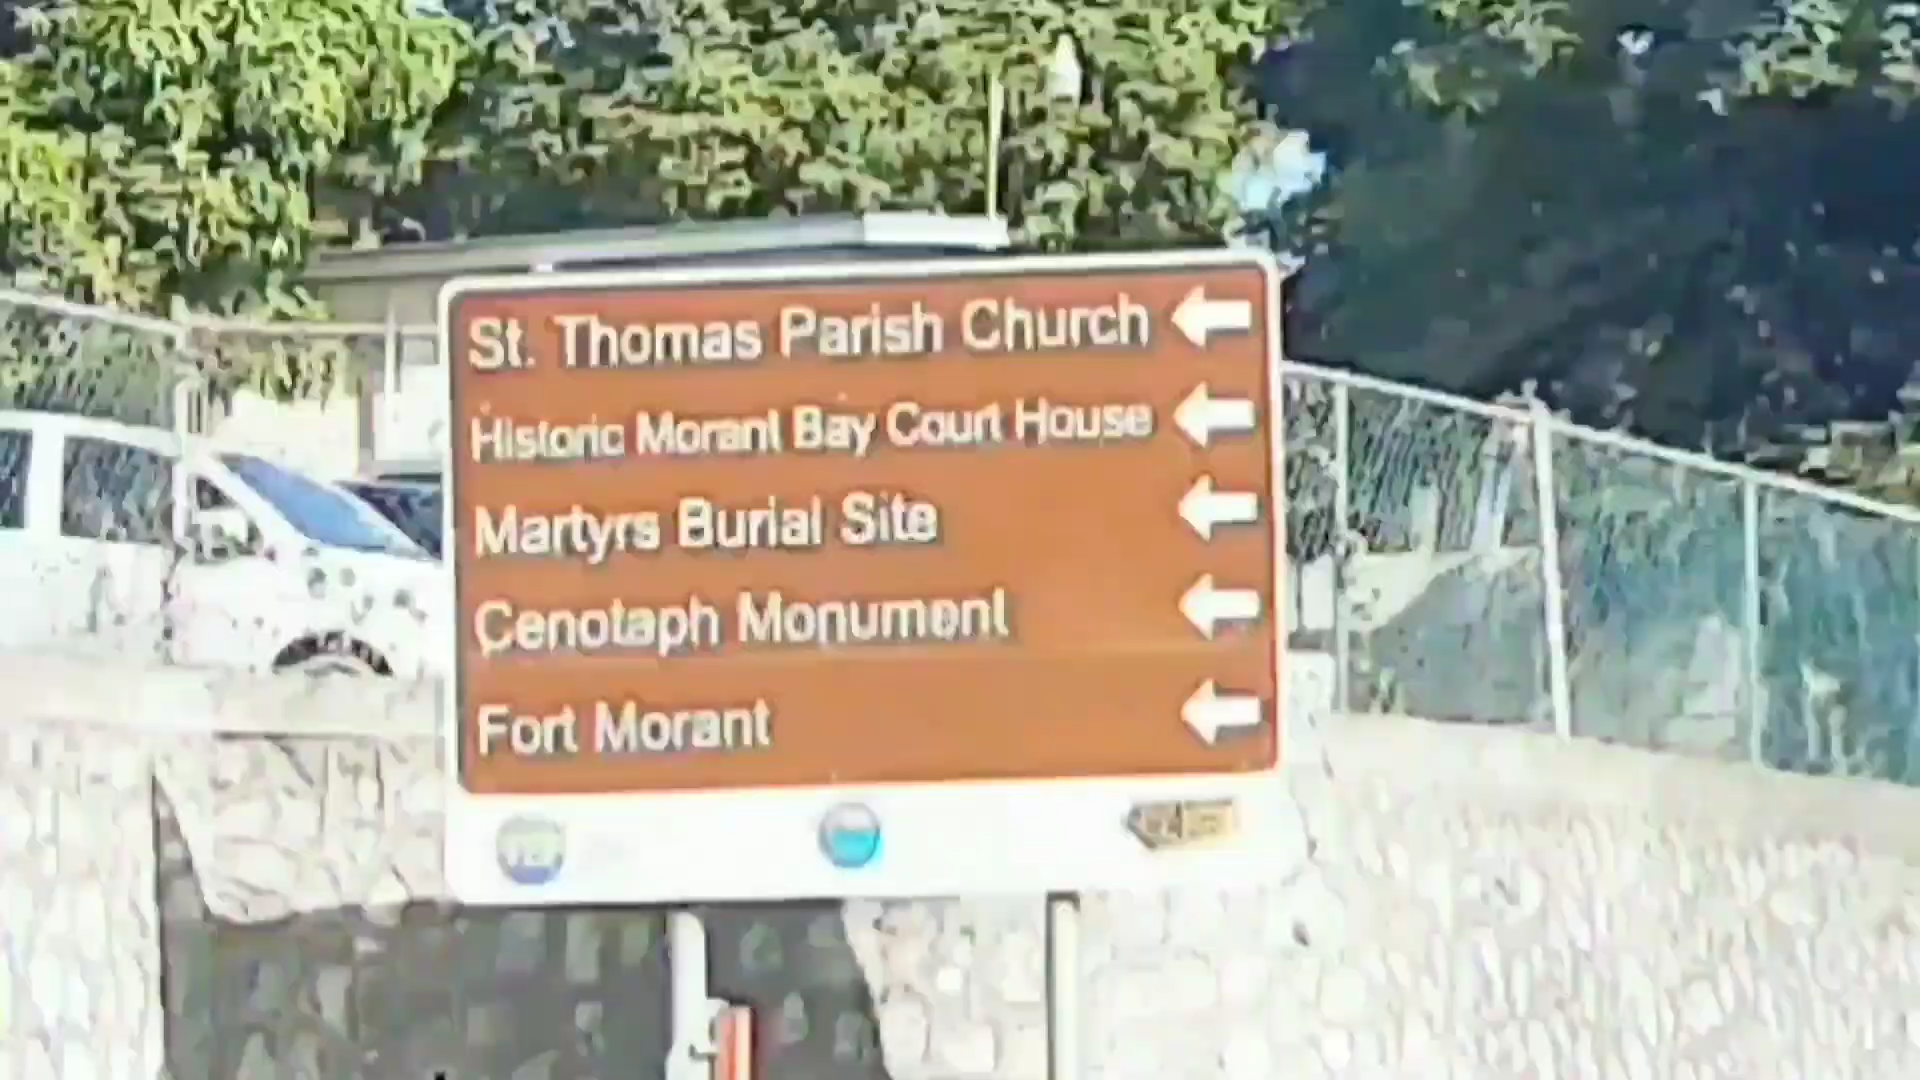 St. Thomas Parish Church
Historic Morant Bay Court House
Martyrs Burial Site
Cenotaph Monument
Fort Morant